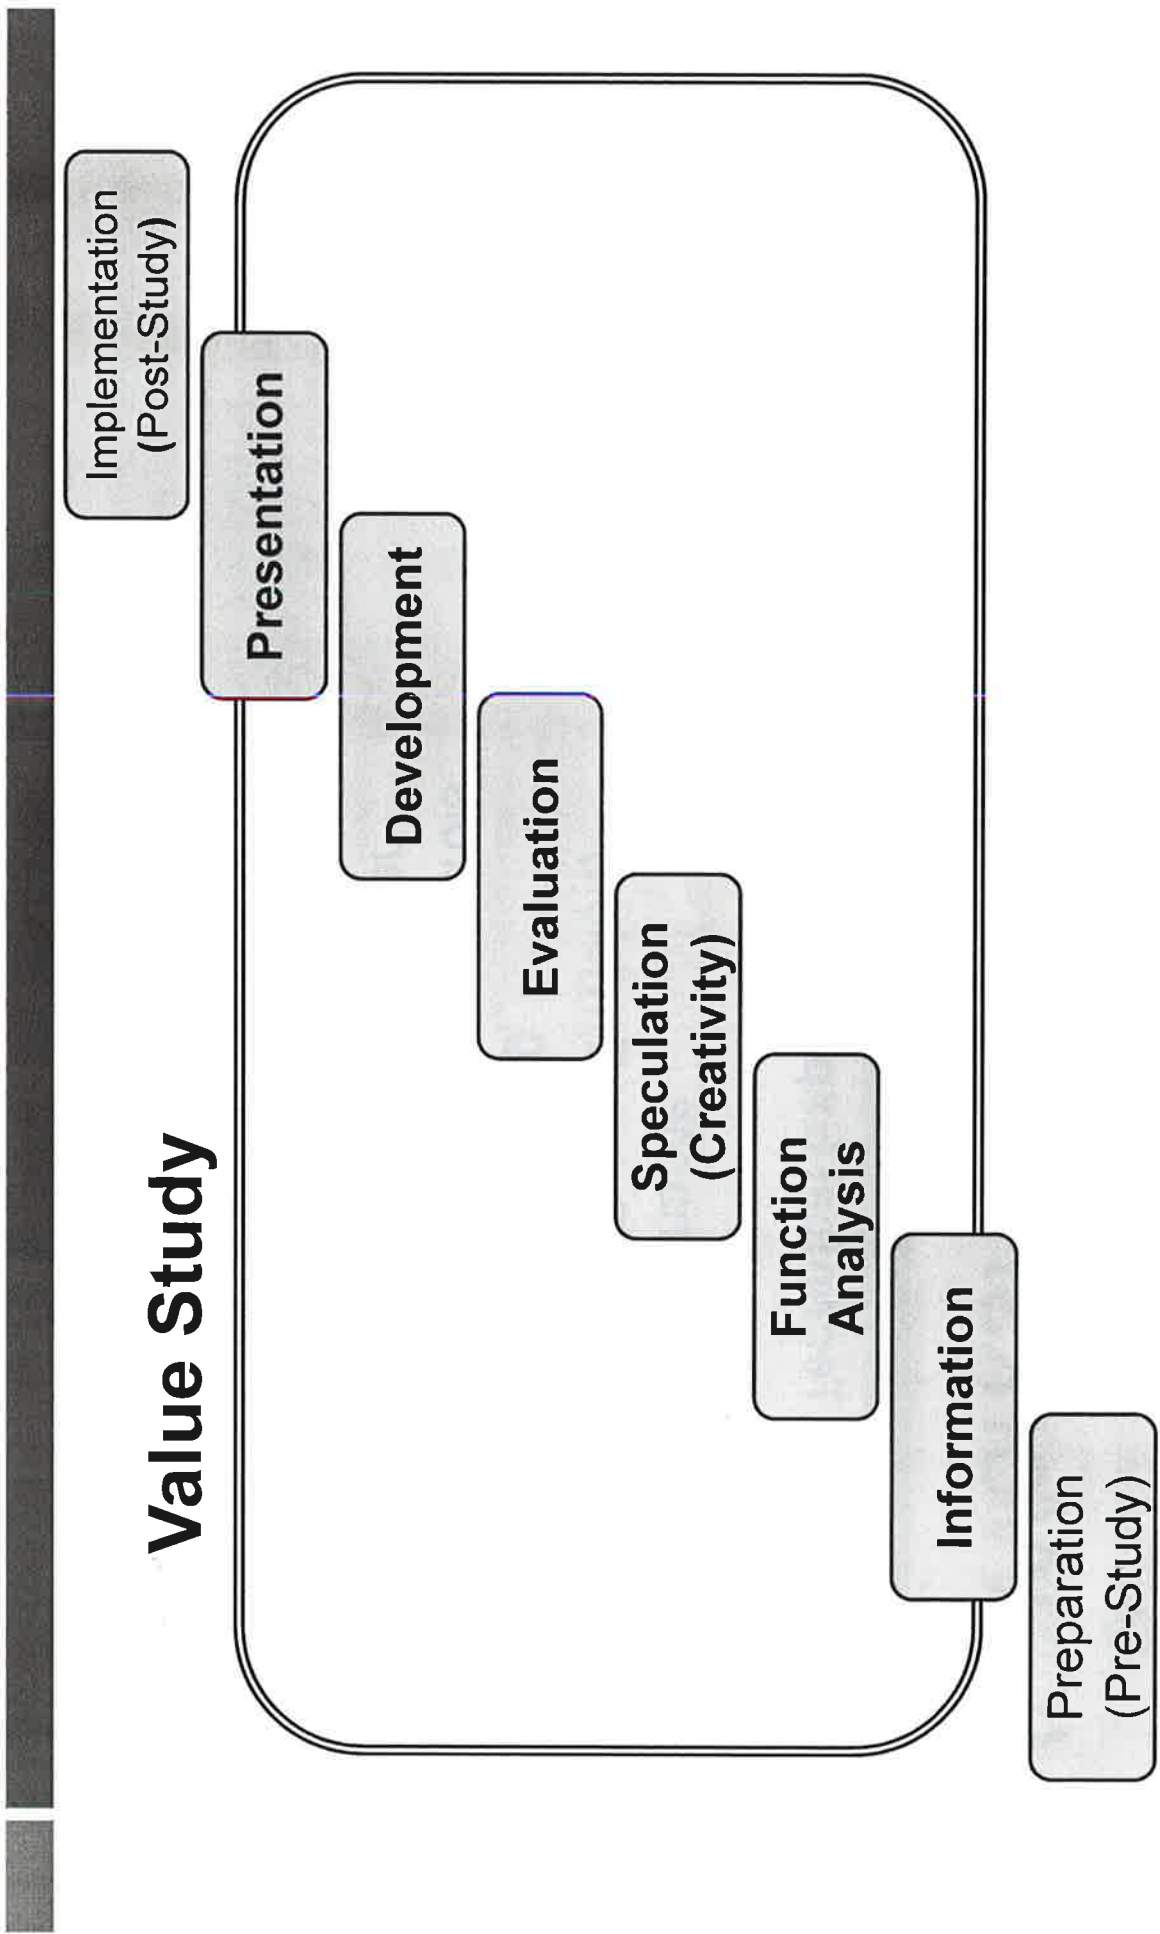 Value Study
Implementation
(Post-Study)
Presentation
Development
Evaluation
Speculation
(Creativity)
Function
Analysis
Information
Preparation
(Pre-Study)